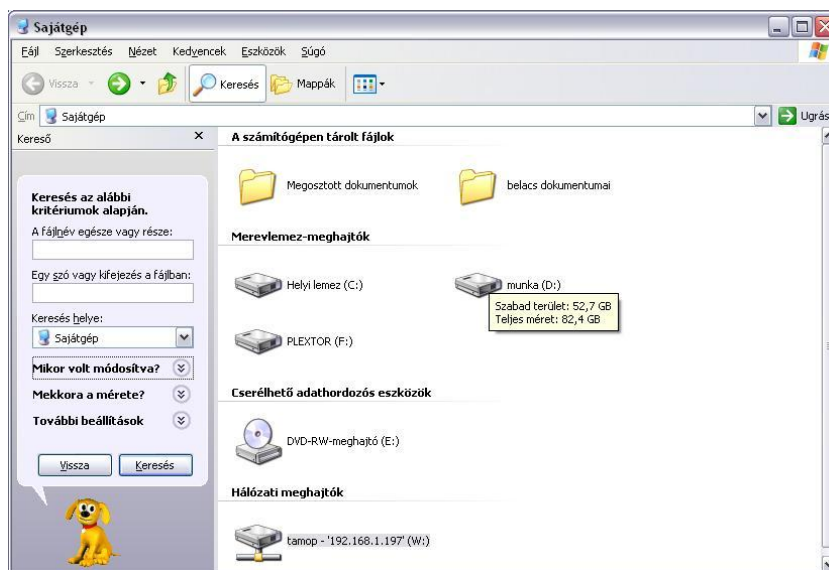 Sajátgép
Fájl Szerkesztés Nézet Kedvencek Eszközök Súgó
Vissza Keresés Mappák
Cím Sajátgép Ugrás
Kereső
Keresés az alábbi
kritériumok alapján.
A fájlnév egésze vagy része:
Egy szó vagy kifejezés a fájlban:
Keresés helye:
Sajátgép
Mikor volt módosítva?
Mekkora a mérete?
További beállítások
Vissza Keresés
A számítógépen tárolt fájlok
Megosztott dokumentumok belacs dokumentumai
Merevlemez-meghajtók
Helyi lemez (C:) munka (D:)
Szabad terület: 52,7 GB
Teljes méret: 82,4 GB
PLEXTOR (F:)
Cserélhető adathordozós eszközök
DVD-RW-meghajtó (E:)
Hálózati meghajtók
tamop - '192.168.1.197' (W:)